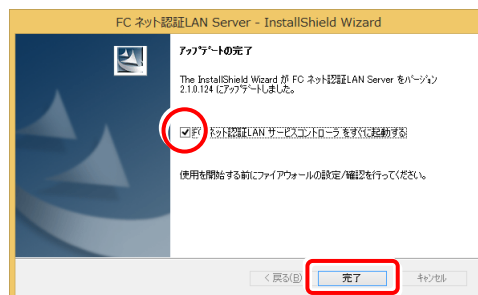 FC ネット認証LAN Server - InstallShield Wizard
アップデートの完了
The InstallShield Wizard が FC ネット認証LAN Server をバージョン
2.1.0.124 にアップデートしました。
FC ネット認証LAN サービスコントローラ をすぐに起動する
使用を開始する前にファイアウォールの設定/確認を行ってください。
< 戻る(B) 完了 キャンセル